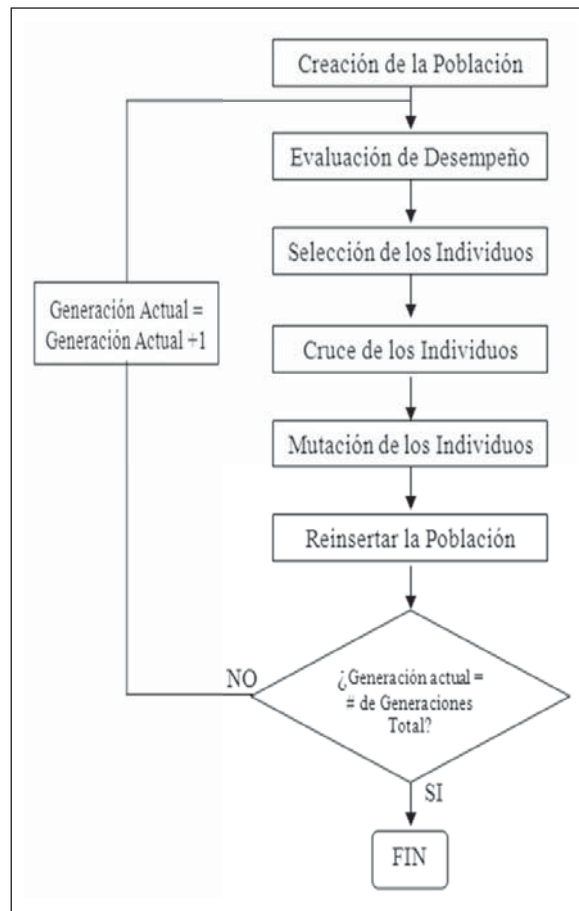 Creación de la Población
Evaluación de Desempeño
Selección de los Individuos
Generación Actual =
Generación Actual +1
Cruce de los Individuos
Mutación de los Individuos
Reinsertar la Población
NO
¿Generación actual =
# de Generaciones
Total?
SI
FIN